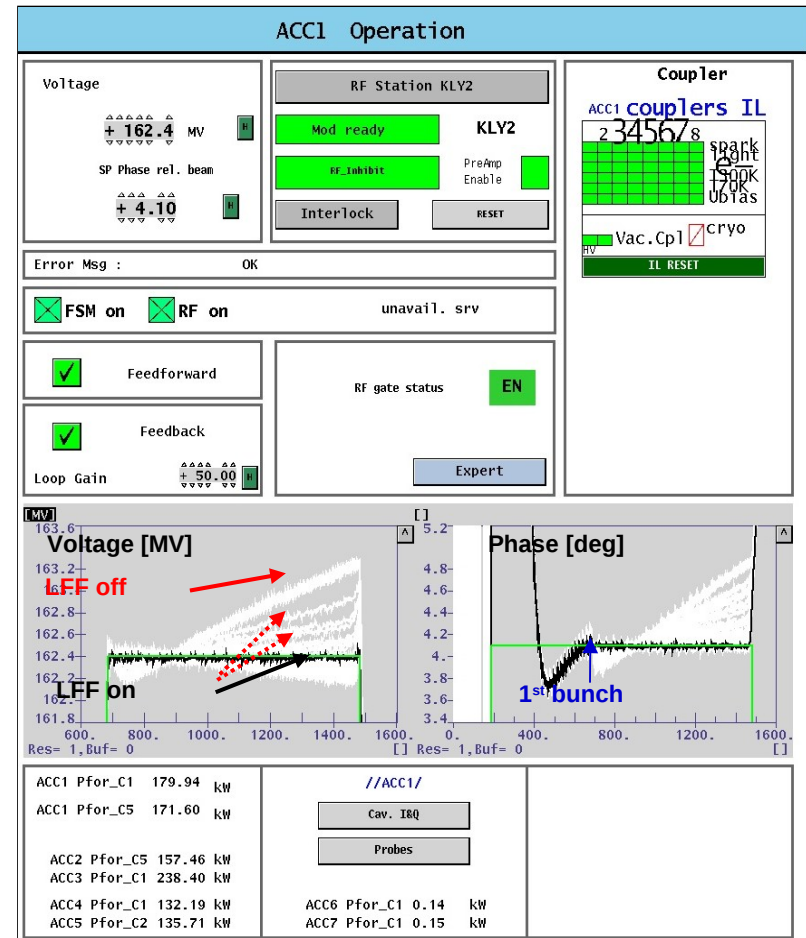 ACC1 Operation
Voltage
+ 162.4 MV H
SP Phase rel. beam
+ 4.10 H
RF Station KLY2
Mod ready KLY2
RF_Inhibit PreAmp Enable
Interlock RESET
Coupler
ACC1 couplers IL
2 34567 8
spark
light
e–
T300K
T70K
Ubias
HV Vac.Cpl cryo
IL RESET
Error Msg : OK
FSM on RF on unavail. srv
Feedforward
Feedback
Loop Gain + 50.00 H
RF gate status EN
Expert
[MV]
163.6
Voltage [MV]
163.2
LFF off
162.8
162.6
162.4
162.2
LFF on
161.8
600. 800. 1000. 1200. 1400. 1600.
Res= 1,Buf= 0 []
[]
5.2
^
Phase [deg]
4.8
4.6
4.4
4.2
4.
3.8
3.6
1st bunch
3.4
0. 400. 800. 1200. 1600.
Res= 1,Buf= 0 []
ACC1 Pfor_C1 179.94 kW
ACC1 Pfor_C5 171.60 kW
ACC2 Pfor_C5 157.46 kW
ACC3 Pfor_C1 238.40 kW
ACC4 Pfor_C1 132.19 kW
ACC5 Pfor_C2 135.71 kW
//ACC1/
Cav. I&Q
Probes
ACC6 Pfor_C1 0.14 kW
ACC7 Pfor_C1 0.15 kW